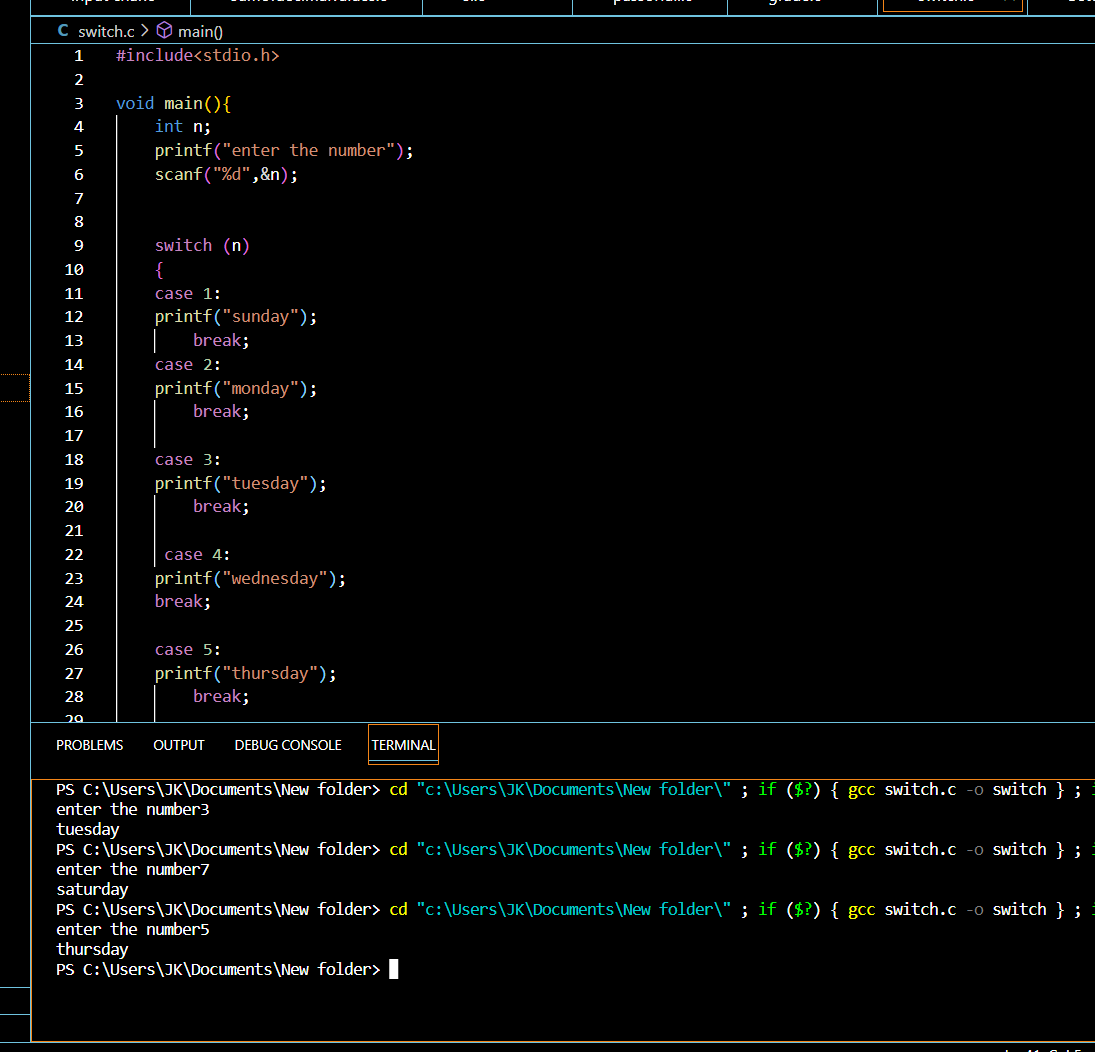 switch.c > main()
1 #include<stdio.h>
2
3 void main(){
4 int n;
5 printf("enter the number");
6 scanf("%d",&n);
7
8
9 switch (n)
10 {
11 case 1:
12 printf("sunday");
13 break;
14 case 2:
15 printf("monday");
16 break;
17
18 case 3:
19 printf("tuesday");
20 break;
21
22 case 4:
23 printf("wednesday");
24 break;
25
26 case 5:
27 printf("thursday");
28 break;
29
PROBLEMS OUTPUT DEBUG CONSOLE TERMINAL
PS C:\Users\JK\Documents\New folder> cd "c:\Users\JK\Documents\New folder\" ; if ($?) { gcc switch.c -o switch } ;
enter the number3
tuesday
PS C:\Users\JK\Documents\New folder> cd "c:\Users\JK\Documents\New folder\" ; if ($?) { gcc switch.c -o switch } ;
enter the number7
saturday
PS C:\Users\JK\Documents\New folder> cd "c:\Users\JK\Documents\New folder\" ; if ($?) { gcc switch.c -o switch } ;
enter the number5
thursday
PS C:\Users\JK\Documents\New folder>